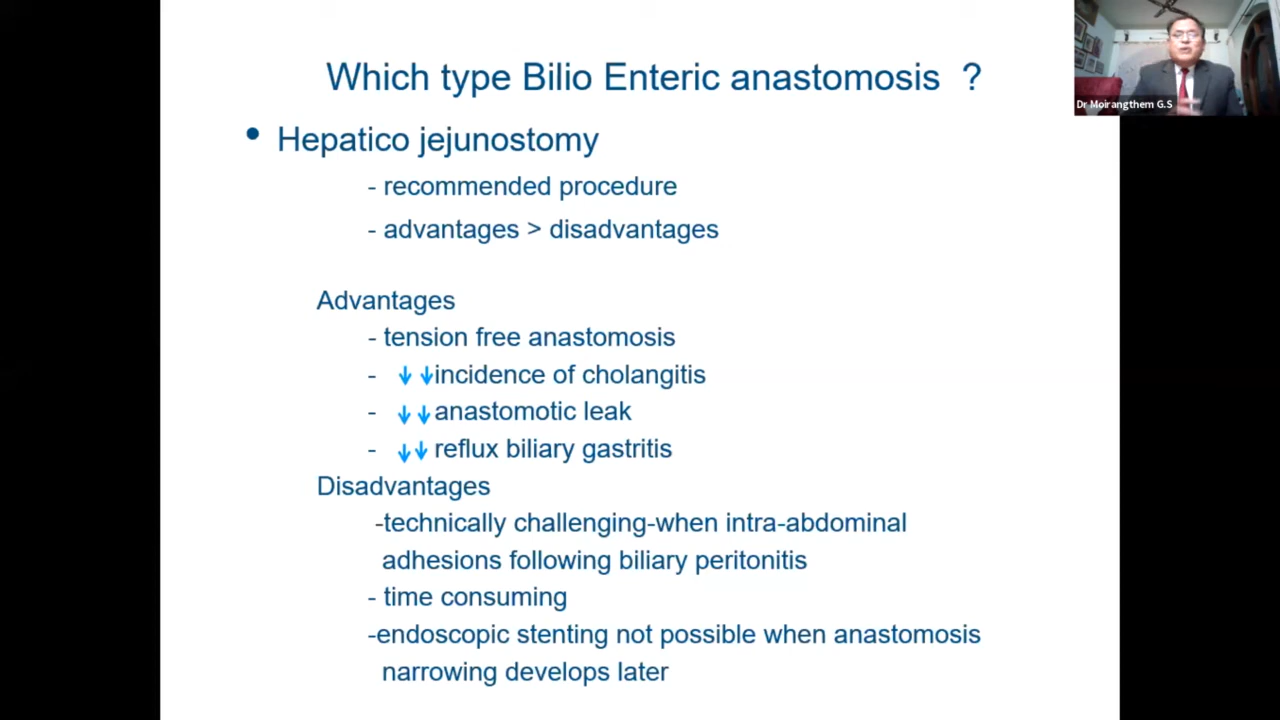 Which type Bilio Enteric anastomosis ?
Dr Moirangthem G.S
• Hepatico jejunostomy
- recommended procedure
- advantages > disadvantages
Advantages
- tension free anastomosis
- ↓↓incidence of cholangitis
- ↓↓anastomotic leak
- ↓↓reflux biliary gastritis
Disadvantages
-technically challenging-when intra-abdominal
adhesions following biliary peritonitis
- time consuming
-endoscopic stenting not possible when anastomosis
narrowing develops later